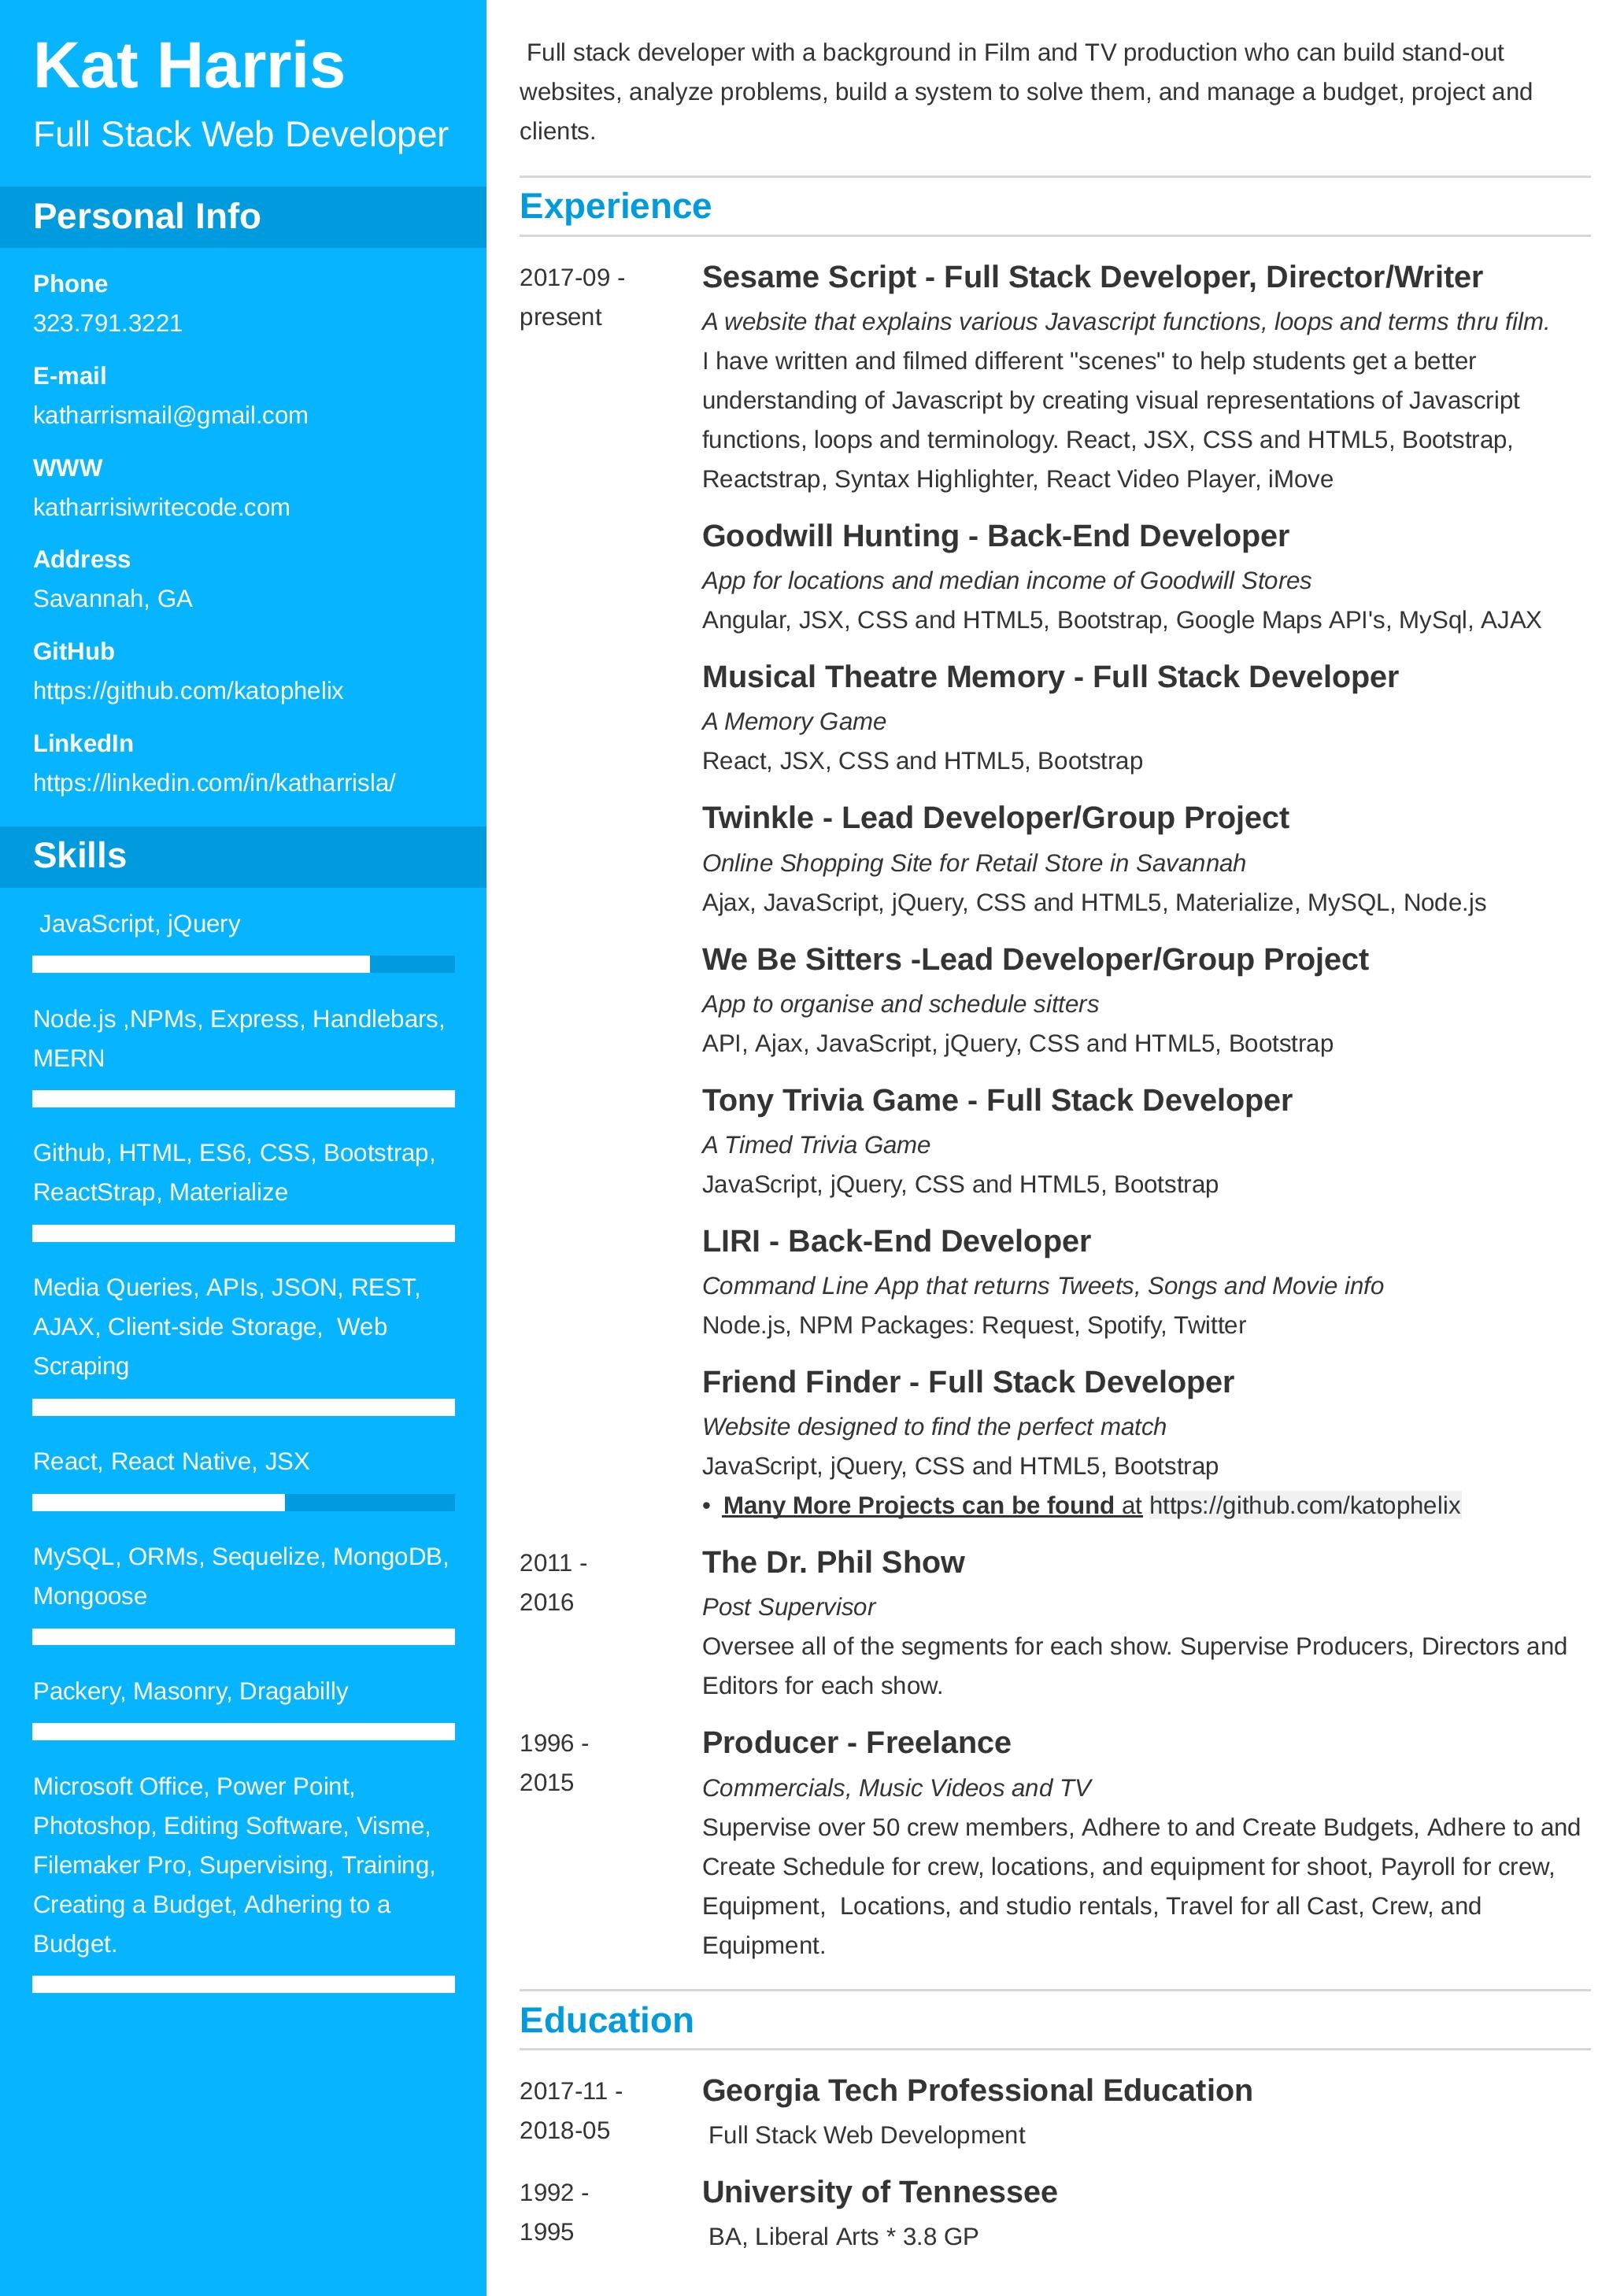 Kat Harris
Full Stack Web Developer
Personal Info
Phone
323.791.3221
E-mail
katharrismail@gmail.com
WWW
katharrisiwritecode.com
Address
Savannah, GA
GitHub
https://github.com/katophelix
LinkedIn
https://linkedin.com/in/katharrisla/
Skills
JavaScript, jQuery
Node.js ,NPMs, Express, Handlebars,
MERN
Github, HTML, ES6, CSS, Bootstrap,
ReactStrap, Materialize
Media Queries, APIs, JSON, REST,
AJAX, Client-side Storage,  Web
Scraping
React, React Native, JSX
MySQL, ORMs, Sequelize, MongoDB,
Mongoose
Packery, Masonry, Dragabilly
Microsoft Office, Power Point,
Photoshop, Editing Software, Visme,
Filemaker Pro, Supervising, Training,
Creating a Budget, Adhering to a
Budget.
Full stack developer with a background in Film and TV production who can build stand-out
websites, analyze problems, build a system to solve them, and manage a budget, project and
clients.
Experience
2017-09 -
present
Sesame Script - Full Stack Developer, Director/Writer
A website that explains various Javascript functions, loops and terms thru film.
I have written and filmed different "scenes" to help students get a better
understanding of Javascript by creating visual representations of Javascript
functions, loops and terminology. React, JSX, CSS and HTML5, Bootstrap,
Reactstrap, Syntax Highlighter, React Video Player, iMove
Goodwill Hunting - Back-End Developer
App for locations and median income of Goodwill Stores
Angular, JSX, CSS and HTML5, Bootstrap, Google Maps API's, MySql, AJAX
Musical Theatre Memory - Full Stack Developer
A Memory Game
React, JSX, CSS and HTML5, Bootstrap
Twinkle - Lead Developer/Group Project
Online Shopping Site for Retail Store in Savannah
Ajax, JavaScript, jQuery, CSS and HTML5, Materialize, MySQL, Node.js
We Be Sitters -Lead Developer/Group Project
App to organise and schedule sitters
API, Ajax, JavaScript, jQuery, CSS and HTML5, Bootstrap
Tony Trivia Game - Full Stack Developer
A Timed Trivia Game
JavaScript, jQuery, CSS and HTML5, Bootstrap
LIRI - Back-End Developer
Command Line App that returns Tweets, Songs and Movie info
Node.js, NPM Packages: Request, Spotify, Twitter
Friend Finder - Full Stack Developer
Website designed to find the perfect match
JavaScript, jQuery, CSS and HTML5, Bootstrap
• Many More Projects can be found at https://github.com/katophelix
2011 -
2016
The Dr. Phil Show
Post Supervisor
Oversee all of the segments for each show. Supervise Producers, Directors and
Editors for each show.
1996 -
2015
Producer - Freelance
Commercials, Music Videos and TV
Supervise over 50 crew members, Adhere to and Create Budgets, Adhere to and
Create Schedule for crew, locations, and equipment for shoot, Payroll for crew,
Equipment,  Locations, and studio rentals, Travel for all Cast, Crew, and
Equipment.
Education
2017-11 -
2018-05
Georgia Tech Professional Education
Full Stack Web Development
1992 -
1995
University of Tennessee
BA, Liberal Arts * 3.8 GP